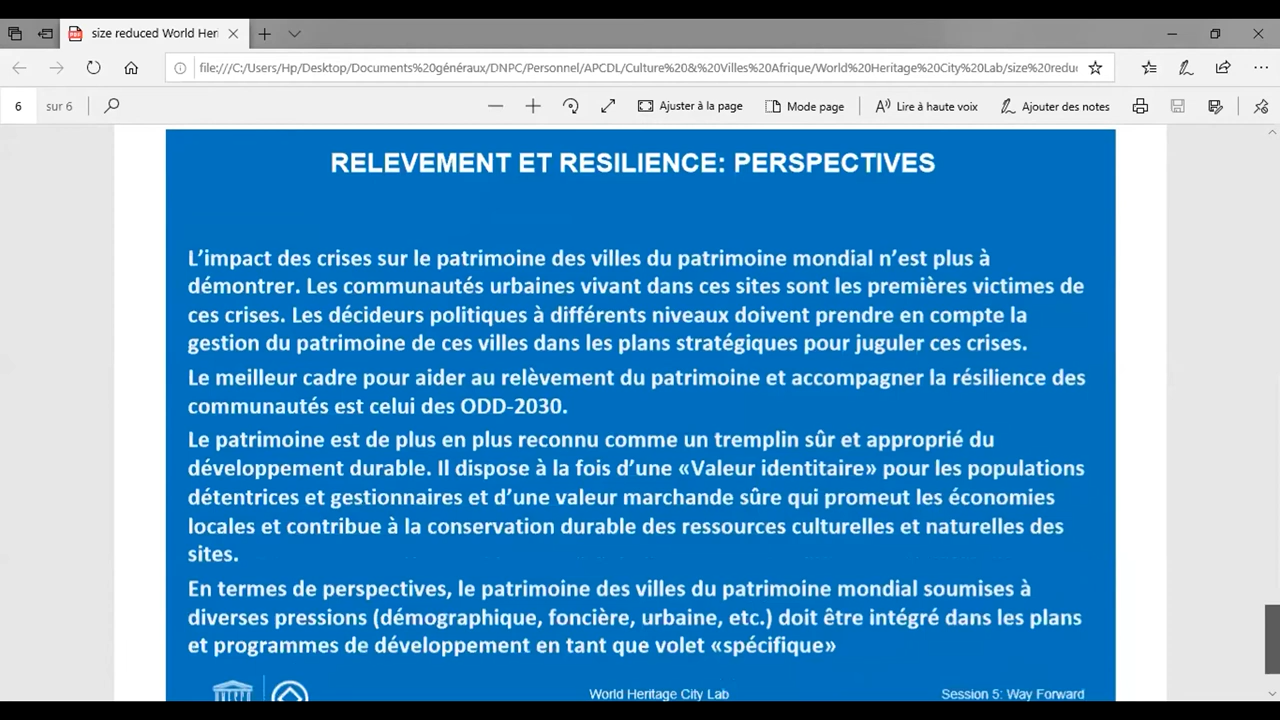 size reduced World Her
file:///C:/Users/Hp/Desktop/Documents%20généraux/DNPC/Personnel/APCDL/Culture%20&%20Villes%20Afrique/World%20Heritage%20City%20Lab/size%20redu
6 sur 6 Ajuster à la page Mode page Lire à haute voix Ajouter des notes
RELEVEMENT ET RESILIENCE: PERSPECTIVES
L’impact des crises sur le patrimoine des villes du patrimoine mondial n’est plus à
démontrer. Les communautés urbaines vivant dans ces sites sont les premières victimes de
ces crises. Les décideurs politiques à différents niveaux doivent prendre en compte la
gestion du patrimoine de ces villes dans les plans stratégiques pour juguler ces crises.
Le meilleur cadre pour aider au relèvement du patrimoine et accompagner la résilience des
communautés est celui des ODD-2030.
Le patrimoine est de plus en plus reconnu comme un tremplin sûr et approprié du
développement durable. Il dispose à la fois d’une «Valeur identitaire» pour les populations
détentrices et gestionnaires et d’une valeur marchande sûre qui promeut les économies
locales et contribue à la conservation durable des ressources culturelles et naturelles des
sites.
En termes de perspectives, le patrimoine des villes du patrimoine mondial soumises à
diverses pressions (démographique, foncière, urbaine, etc.) doit être intégré dans les plans
et programmes de développement en tant que volet «spécifique»
World Heritage City Lab Session 5: Way Forward